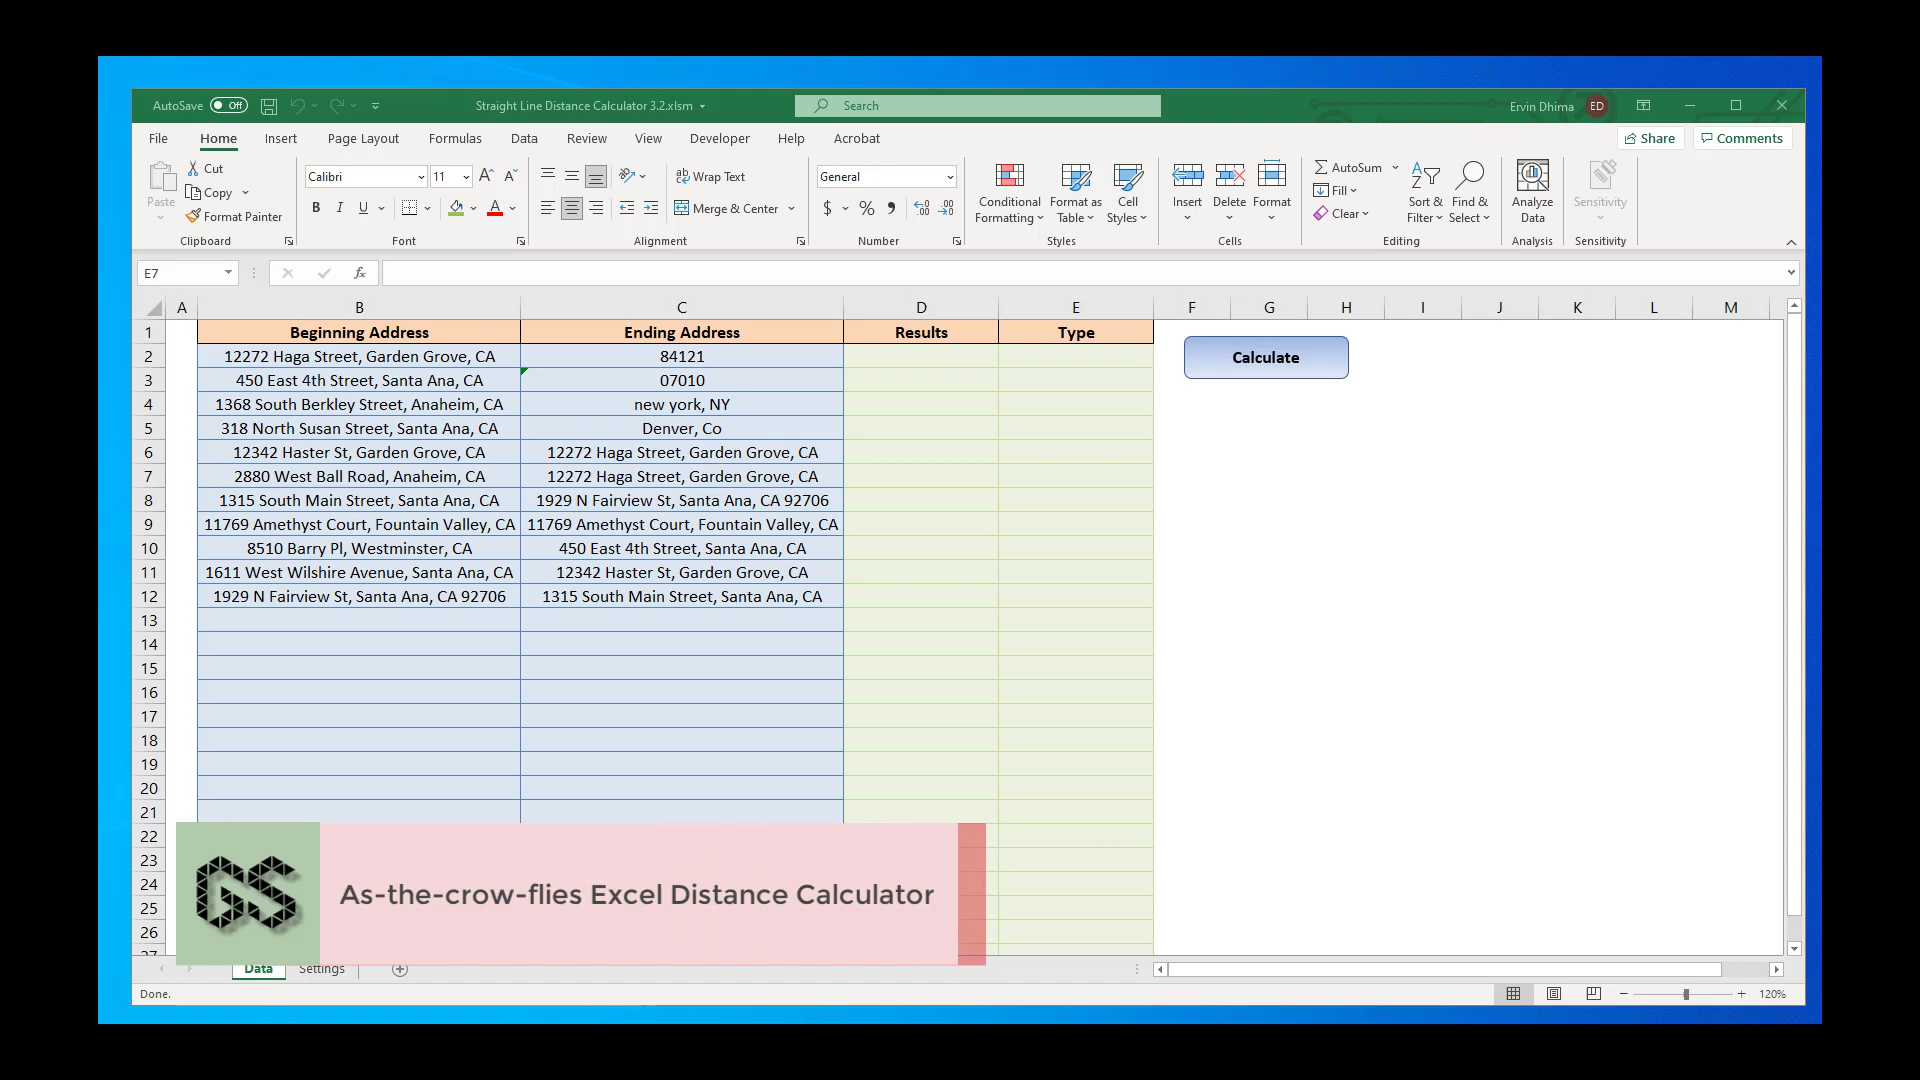 AutoSave Off Straight Line Distance Calculator 3.2.xlsm Search Ervin Dhima ED
File Home Insert Page Layout Formulas Data Review View Developer Help Acrobat Share Comments
Paste Cut Copy Format Painter Clipboard
Calibri 11 A A B I U A Font
ab Wrap Text Merge & Center Alignment
General $ % , .00 Number
Conditional Formatting Format as Table Cell Styles Styles
Insert Delete Format Cells
AutoSum Fill Clear Sort & Filter Find & Select Editing
Analyze Data Analysis
Sensitivity Sensitivity
E7 fx
A B C D E F G H I J K L M
1 Beginning Address Ending Address Results Type
2 12272 Haga Street, Garden Grove, CA 84121 Calculate
3 450 East 4th Street, Santa Ana, CA 07010
4 1368 South Berkley Street, Anaheim, CA new york, NY
5 318 North Susan Street, Santa Ana, CA Denver, Co
6 12342 Haster St, Garden Grove, CA 12272 Haga Street, Garden Grove, CA
7 2880 West Ball Road, Anaheim, CA 12272 Haga Street, Garden Grove, CA
8 1315 South Main Street, Santa Ana, CA 1929 N Fairview St, Santa Ana, CA 92706
9 11769 Amethyst Court, Fountain Valley, CA 11769 Amethyst Court, Fountain Valley, CA
10 8510 Barry Pl, Westminster, CA 450 East 4th Street, Santa Ana, CA
11 1611 West Wilshire Avenue, Santa Ana, CA 12342 Haster St, Garden Grove, CA
12 1929 N Fairview St, Santa Ana, CA 92706 1315 South Main Street, Santa Ana, CA
13
14
15
16
17
18
19
20
21
22
23
24
25
26
27
GS As-the-crow-flies Excel Distance Calculator
Data Settings
Done. 120%